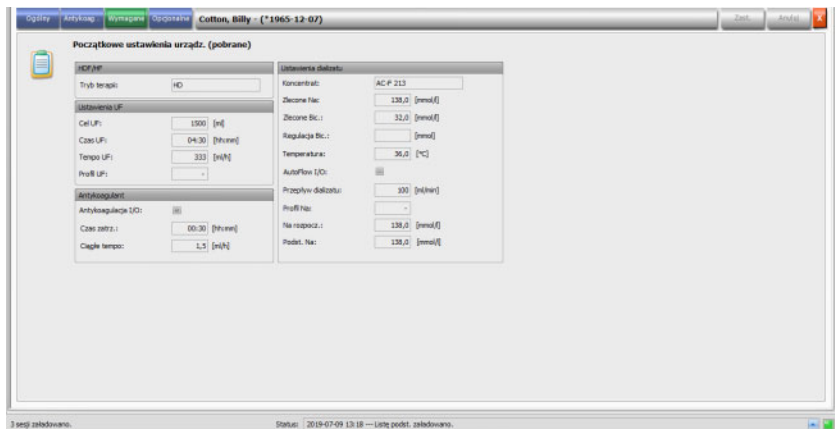 Ogólny Antykoag... Wymagane Opcjonalne Cotton, Billy - (*1965-12-07) Zast. Anuluj X
Początkowe ustawienia urządz. (pobrane)
HDF/HF
Tryb terapii: HD
Ustawienia UF
Cel UF: 1500 [ml]
Czas UF: 04:30 [hh:mm]
Tempo UF: 333 [ml/h]
Profil UF: -
Antykoagulant
Antykoagulacja I/O:
Czas zatrz.: 00:30 [hh:mm]
Ciągłe tempo: 1,5 [ml/h]
Ustawienia dializatu
Koncentrat: AC-F 213
Zlecone Na: 138,0 [mmol/l]
Zlecone Bic.: 32,0 [mmol/l]
Regulacja Bic.: [mmol]
Temperatura: 36,0 [°C]
AutoFlow I/O:
Przepływ dializatu: 100 [ml/min]
Profil Na: -
Na rozpocz.: 138,0 [mmol/l]
Podst. Na: 138,0 [mmol/l]
3 sesji załadowano. Status: 2019-07-09 13:18 --- Listę podst. załadowano.